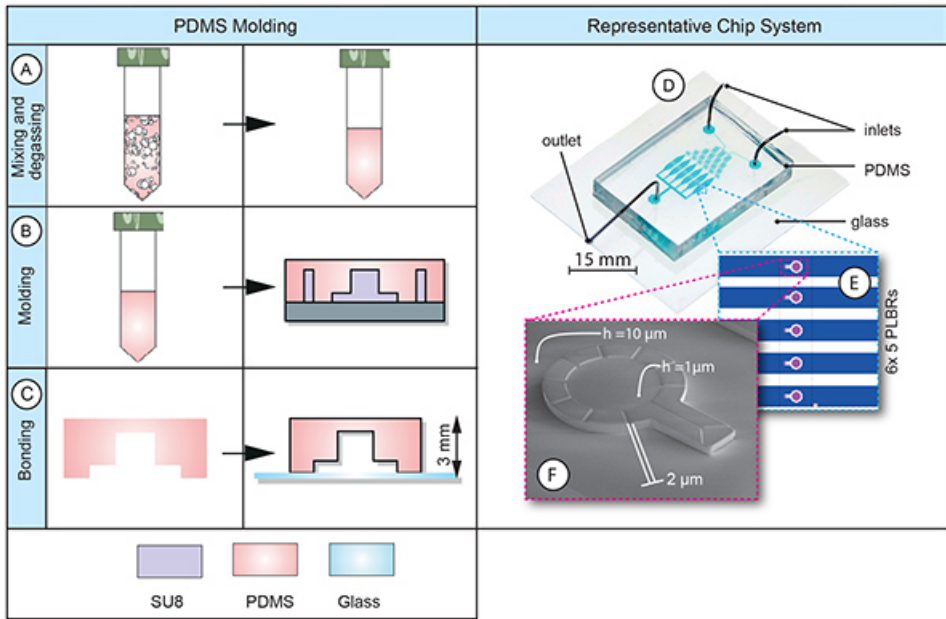 PDMS Molding
Representative Chip System
A
Mixing and
degassing
B
Molding
C
Bonding
3 mm
SU8
PDMS
Glass
D
outlet
inlets
PDMS
glass
15 mm
E
6x 5 PLBRs
h =10 µm
h =1µm
2 µm
F